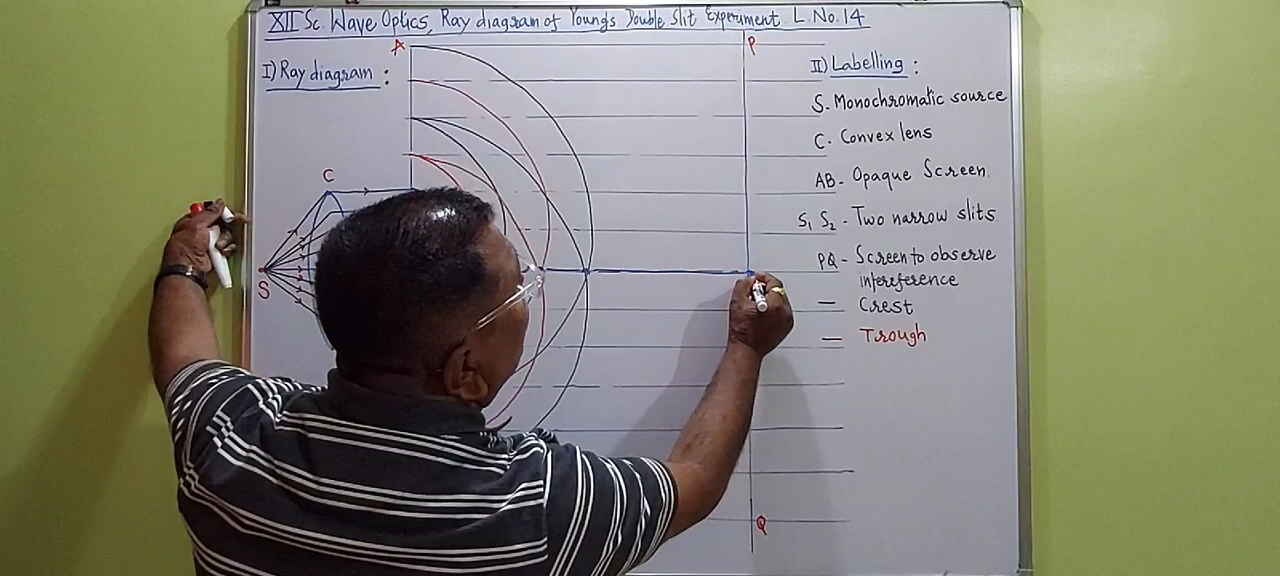 XII Sc. Wave Optics, Ray diagram of Young's Double Slit Experiment. L. No. 14
I) Ray diagram :
A
P
C
S
Q
II) Labelling :
S - Monochromatic source
C - Convex lens
AB - Opaque Screen
S₁ S₂ - Two narrow slits
PQ - Screen to observe
intereference
— Crest
— Trough